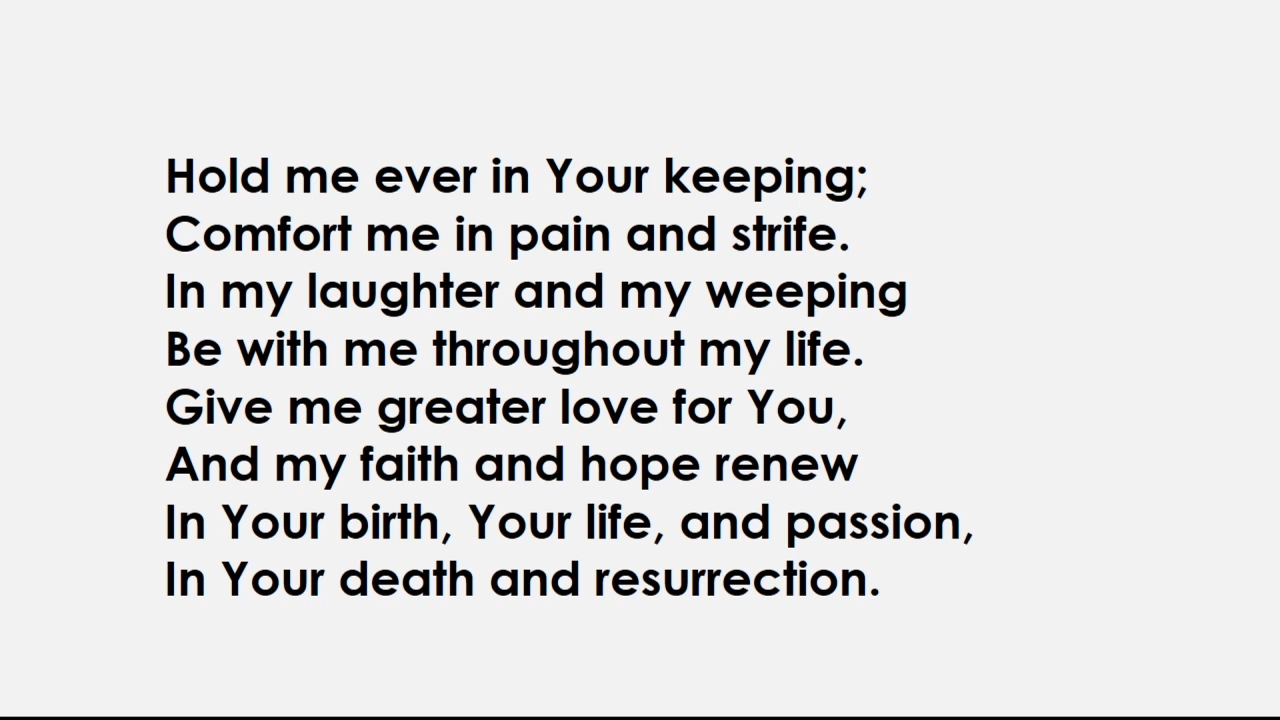 Hold me ever in Your keeping;
Comfort me in pain and strife.
In my laughter and my weeping
Be with me throughout my life.
Give me greater love for You,
And my faith and hope renew
In Your birth, Your life, and passion,
In Your death and resurrection.